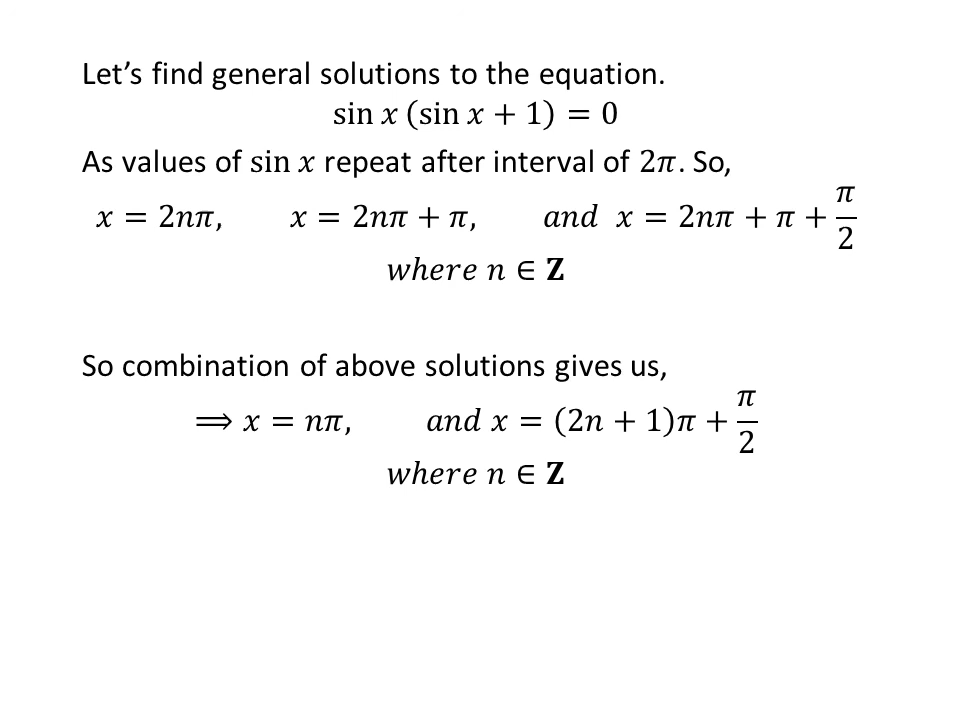 Let’s find general solutions to the equation.
sin 𝑥 (sin 𝑥 + 1) = 0
As values of sin 𝑥 repeat after interval of 2𝜋. So,
𝑥 = 2𝑛𝜋, 𝑥 = 2𝑛𝜋 + 𝜋, 𝑎𝑛𝑑 𝑥 = 2𝑛𝜋 + 𝜋 + 𝜋/2
𝑤ℎ𝑒𝑟𝑒 𝑛 ∈ 𝐙
So combination of above solutions gives us,
⟹ 𝑥 = 𝑛𝜋, 𝑎𝑛𝑑 𝑥 = (2𝑛 + 1)𝜋 + 𝜋/2
𝑤ℎ𝑒𝑟𝑒 𝑛 ∈ 𝐙